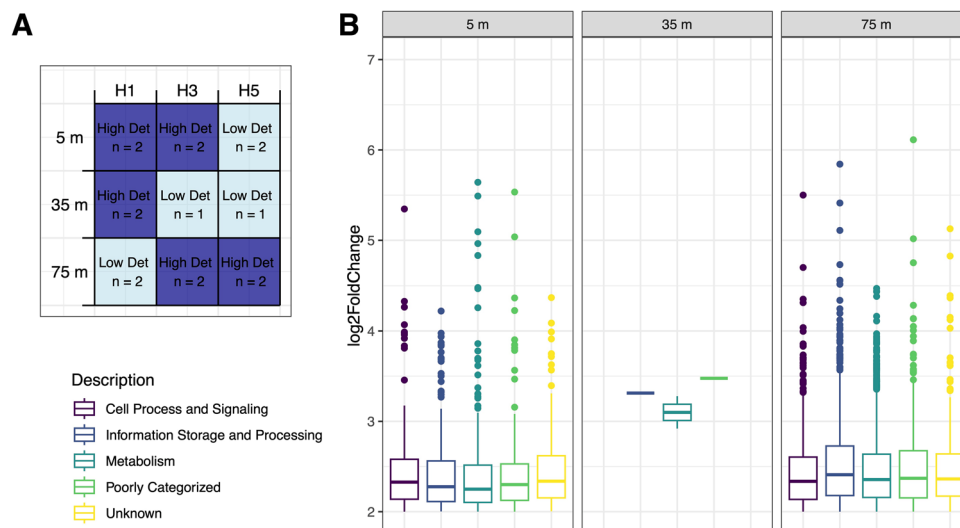 A
H1 H3 H5
5 m High Det High Det Low Det
n = 2 n = 2 n = 2
35 m High Det Low Det Low Det
n = 2 n = 1 n = 1
75 m Low Det High Det High Det
n = 2 n = 2 n = 2
Description
Cell Process and Signaling
Information Storage and Processing
Metabolism
Poorly Categorized
Unknown
B
5 m 35 m 75 m
log2FoldChange
7
6
5
4
3
2